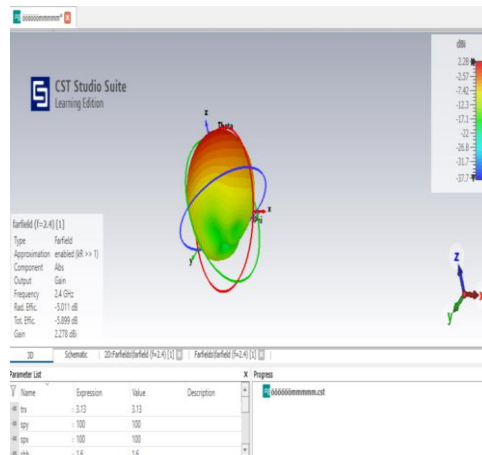 öööööömmmmm*
dBi
CST Studio Suite
Learning Edition
2.28
-2.57
-7.42
-12.3
-17.1
-22
-26.8
-31.7
-37.7
z
Theta
x
Phi
y
farfield (f=2.4) [1]
Type Farfield
Approximation enabled (kR >> 1)
Component Abs
Output Gain
Frequency 2.4 GHz
Rad. Effic. -5.011 dB
Tot. Effic. -5.899 dB
Gain 2.278 dBi
z
x
y
3D Schematic 2D:Farfields\farfield (f=2.4) [1] Farfields\farfield (f=2.4) [1]
Parameter List X Progress
Name Expression Value Description
öööööömmmmm.cst
trx = 3.13 3.13
spy = 100 100
spx = 100 100
= 1.6 1.6